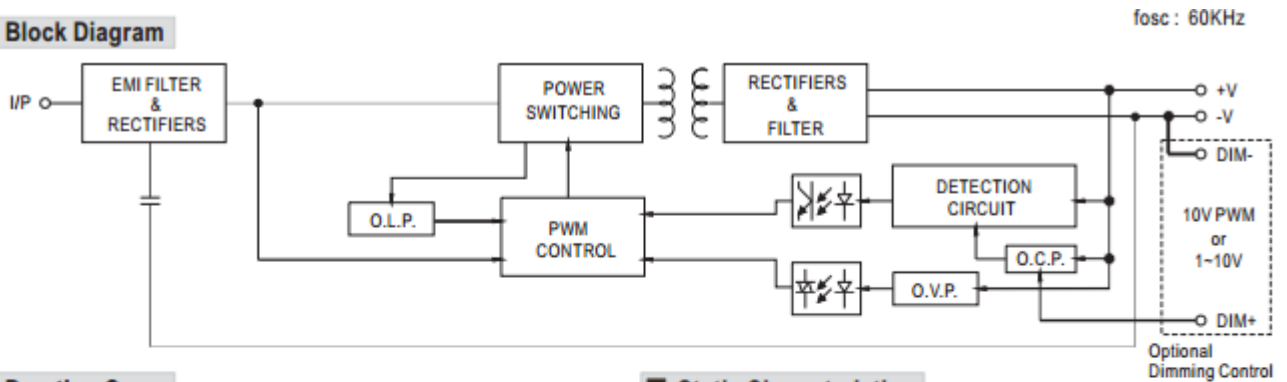 fosc : 60KHz
Block Diagram
I/P
EMI FILTER
&
RECTIFIERS
POWER
SWITCHING
RECTIFIERS
&
FILTER
+V
-V
DIM-
O.L.P.
PWM
CONTROL
DETECTION
CIRCUIT
O.C.P.
O.V.P.
10V PWM
or
1~10V
DIM+
Optional
Dimming Control